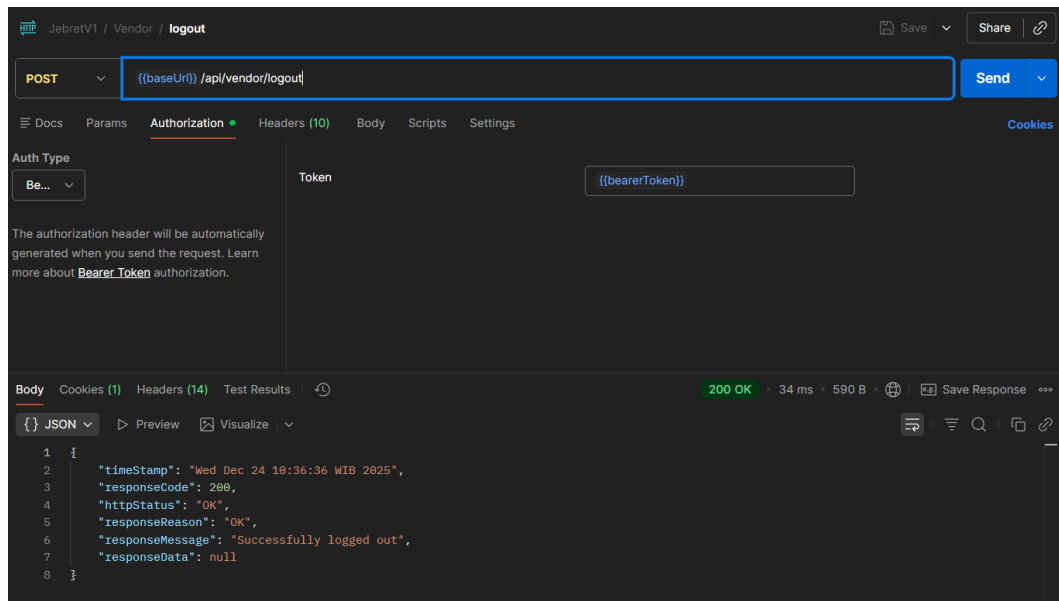 HTTP JebretV1 / Vendor / logout Save Share
POST {{baseUrl}} /api/vendor/logout Send
Docs Params Authorization Headers (10) Body Scripts Settings Cookies
Auth Type
Be...
Token {{bearerToken}}
The authorization header will be automatically
generated when you send the request. Learn
more about Bearer Token authorization.
Body Cookies (1) Headers (14) Test Results 200 OK • 34 ms • 590 B e.g. Save Response
{} JSON Preview Visualize
1 {
2 "timeStamp": "Wed Dec 24 10:36:36 WIB 2025",
3 "responseCode": 200,
4 "httpStatus": "OK",
5 "responseReason": "OK",
6 "responseMessage": "Successfully logged out",
7 "responseData": null
8 }